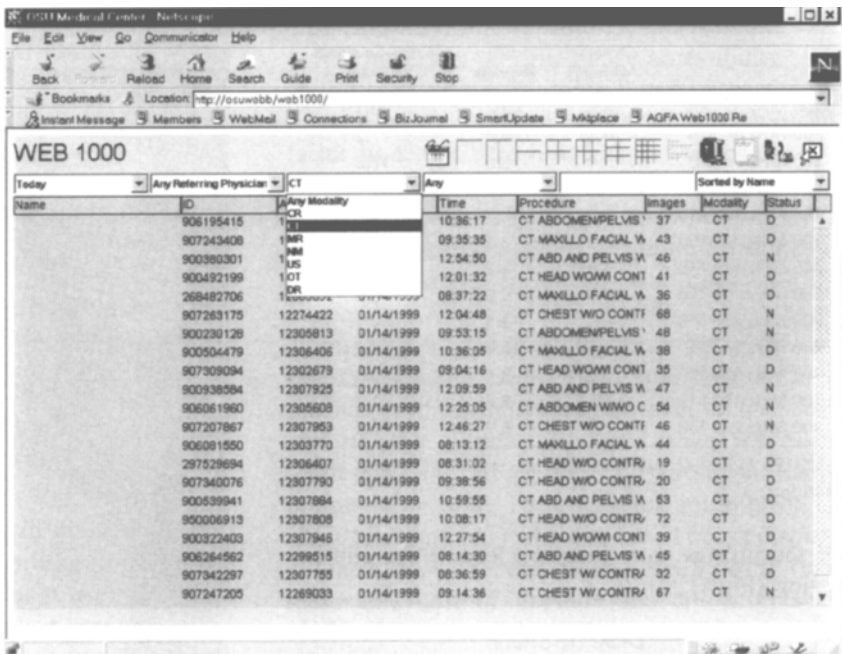 OSU Medical Center - Netscape
File Edit View Go Communicator Help
Back Forward Reload Home Search Guide Print Security Stop
Bookmarks Location: http://osuwebb/web1000/
Instant Message Members WebMail Connections BizJournal SmartUpdate Mktplace AGFA Web1000 Re
WEB 1000
Today Any Referring Physician CT Any Sorted by Name
Name ID A Time Procedure Images Modality Status
Any Modality
CR
CT
MR
NM
US
OT
DR
906195415 1 10:36:17 CT ABDOMEN/PELVIS 37 CT D
907243408 1 09:35:35 CT MAXILLO FACIAL W 43 CT D
900380301 1 12:54:50 CT ABD AND PELVIS W 46 CT N
900492199 1 12:01:32 CT HEAD WO/WI CONT 41 CT D
268482706 01/14/1999 08:37:22 CT MAXILLO FACIAL W 36 CT D
907263175 12274422 01/14/1999 12:04:48 CT CHEST W/O CONTF 68 CT N
900230128 12305813 01/14/1999 09:53:15 CT ABDOMEN/PELVIS 48 CT N
900504479 12306406 01/14/1999 10:36:05 CT MAXILLO FACIAL W 38 CT D
907309094 12302679 01/14/1999 09:04:16 CT HEAD WO/WI CONT 35 CT D
900938584 12307925 01/14/1999 12:09:59 CT ABD AND PELVIS W 47 CT N
906061960 12305608 01/14/1999 12:25:05 CT ABDOMEN W/WO C 54 CT N
907207867 12307953 01/14/1999 12:46:27 CT CHEST W/O CONTF 46 CT N
906081550 12303770 01/14/1999 08:13:12 CT MAXILLO FACIAL W 44 CT D
297529694 12306407 01/14/1999 08:31:02 CT HEAD W/O CONTRA 19 CT D
907340076 12307790 01/14/1999 09:38:56 CT HEAD W/O CONTRA 20 CT D
900539941 12307884 01/14/1999 10:59:55 CT ABD AND PELVIS W 53 CT D
950006913 12307808 01/14/1999 10:08:17 CT HEAD W/O CONTRA 72 CT D
900322403 12307946 01/14/1999 12:27:54 CT HEAD WO/WI CONT 39 CT D
906264562 12299515 01/14/1999 08:14:30 CT ABD AND PELVIS W 45 CT D
907342297 12307755 01/14/1999 08:36:59 CT CHEST W/ CONTRA 32 CT D
907247205 12269033 01/14/1999 09:14:36 CT CHEST W/ CONTRA 67 CT N